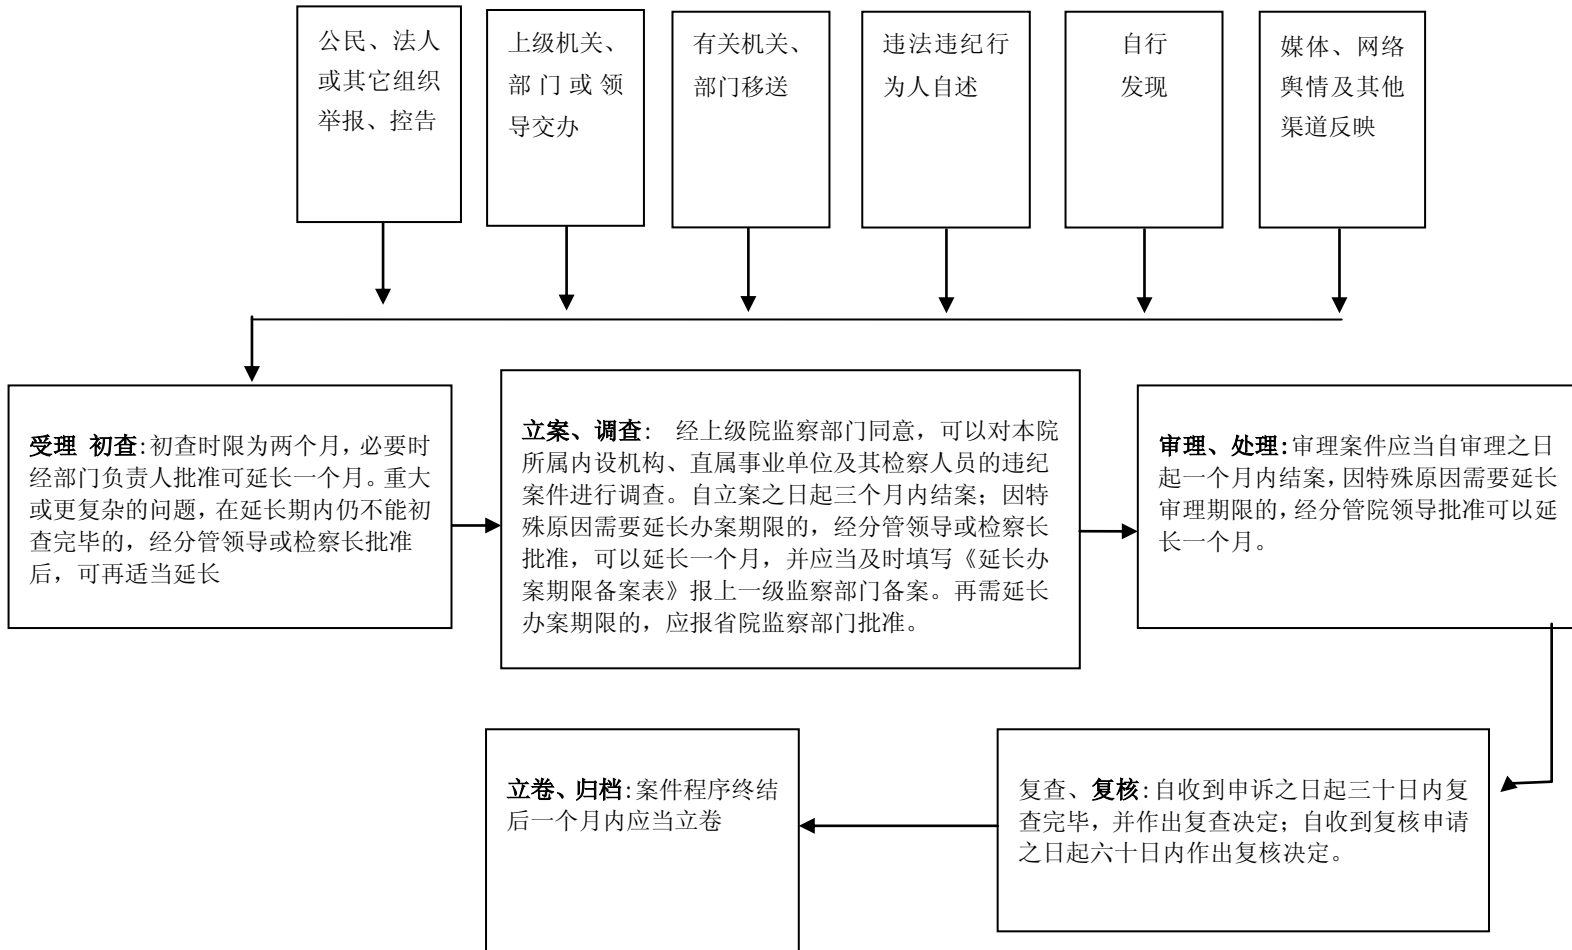 公民、法人
或其它组织
举报、控告
上级机关、
部门或领
导交办
有关机关、
部门移送
违法违纪行
为人自述
自行
发现
媒体、网络
舆情及其他
渠道反映
受理 初查:初查时限为两个月，必要时
经部门负责人批准可延长一个月。重大
或更复杂的问题，在延长期内仍不能初
查完毕的，经分管领导或检察长批准
后，可再适当延长
立案、调查： 经上级院监察部门同意，可以对本院
所属内设机构、直属事业单位及其检察人员的违纪
案件进行调查。自立案之日起三个月内结案；因特
殊原因需要延长办案期限的，经分管领导或检察长
批准，可以延长一个月，并应当及时填写《延长办
案期限备案表》报上一级监察部门备案。再需延长
办案期限的，应报省院监察部门批准。
审理、处理:审理案件应当自审理之日
起一个月内结案，因特殊原因需要延长
审理期限的，经分管院领导批准可以延
长一个月。
复查、复核:自收到申诉之日起三十日内复
查完毕，并作出复查决定；自收到复核申请
之日起六十日内作出复核决定。
立卷、归档:案件程序终结
后一个月内应当立卷